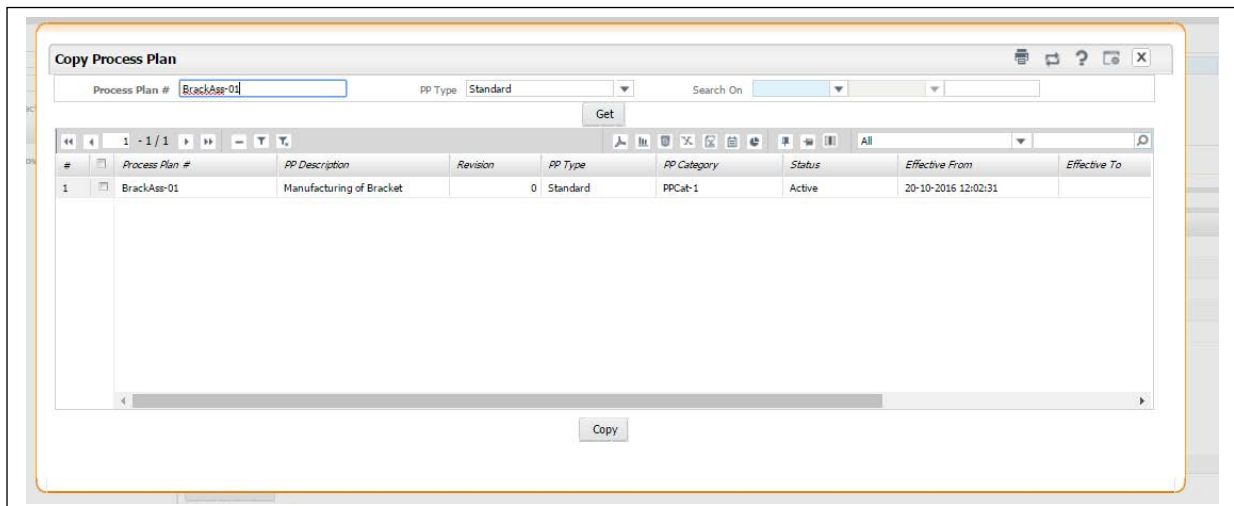 Copy Process Plan
? X
Process Plan # BrackAss-01 PP Type Standard Search On
Get
1 - 1 / 1 All
# Process Plan # PP Description Revision PP Type PP Category Status Effective From Effective To
1 BrackAss-01 Manufacturing of Bracket 0 Standard PPCat-1 Active 20-10-2016 12:02:31
Copy